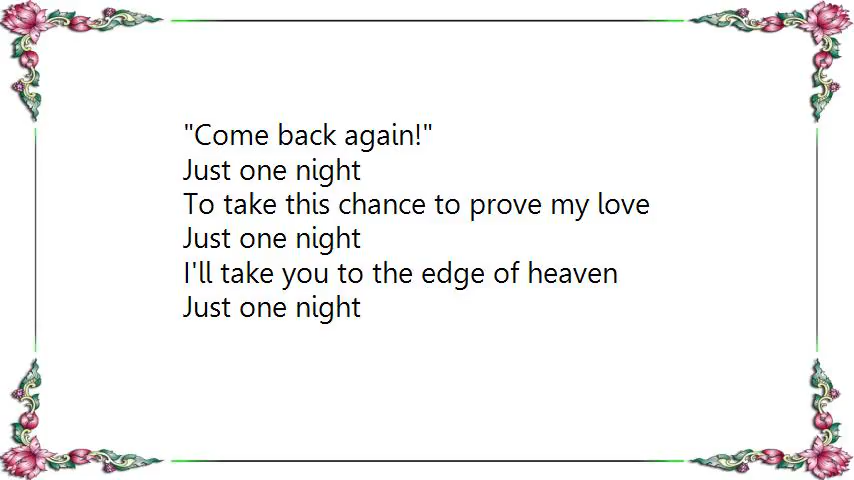 "Come back again!"
Just one night
To take this chance to prove my love
Just one night
I'll take you to the edge of heaven
Just one night